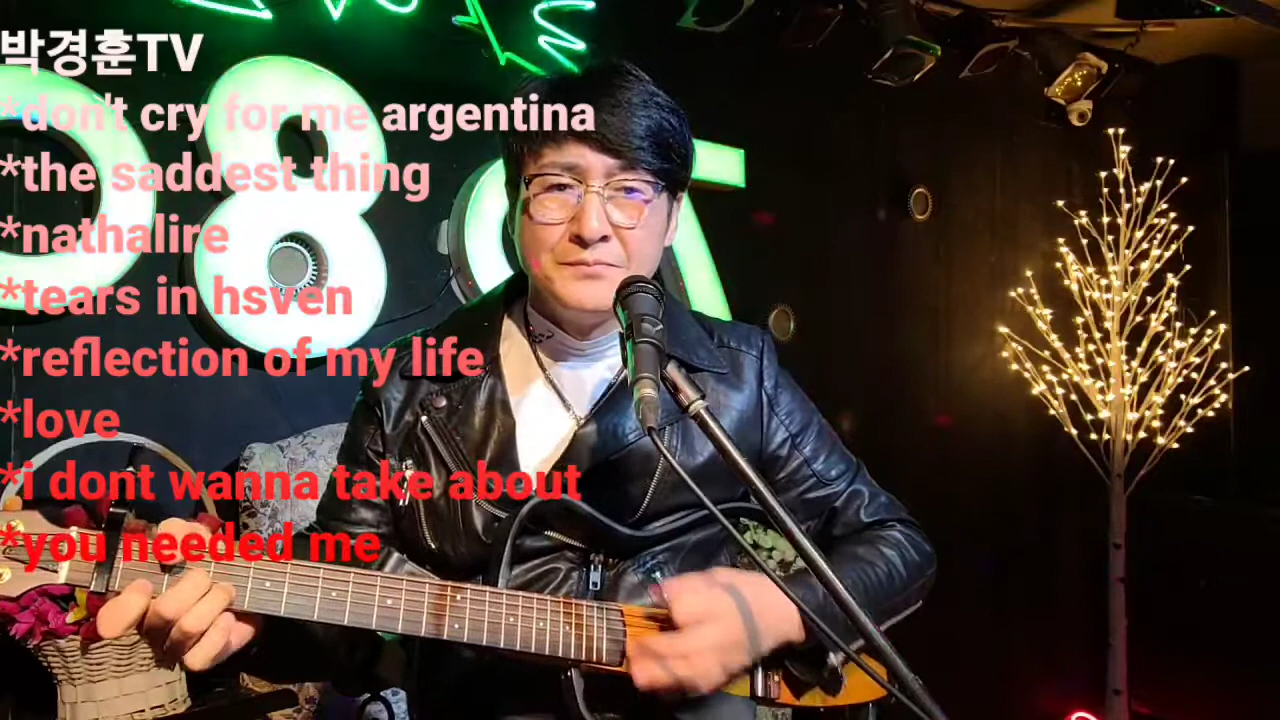 박경훈TV
*don't cry for me argentina
*the saddest thing
*nathalire
*tears in hsven
*reflection of my life
*love
*i dont wanna take about
*you needed me